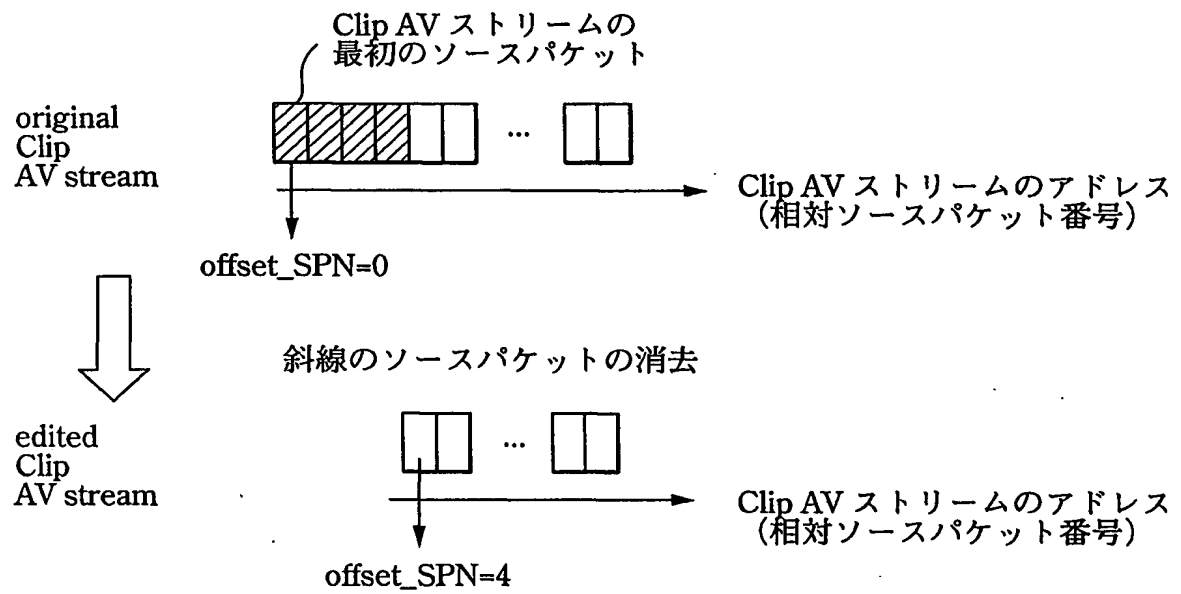 Clip AV ストリームの
最初のソースパケット
original
Clip
AV stream
...
Clip AV ストリームのアドレス
（相対ソースパケット番号）
offset_SPN=0
斜線のソースパケットの消去
edited
Clip
AV stream
...
Clip AV ストリームのアドレス
（相対ソースパケット番号）
offset_SPN=4